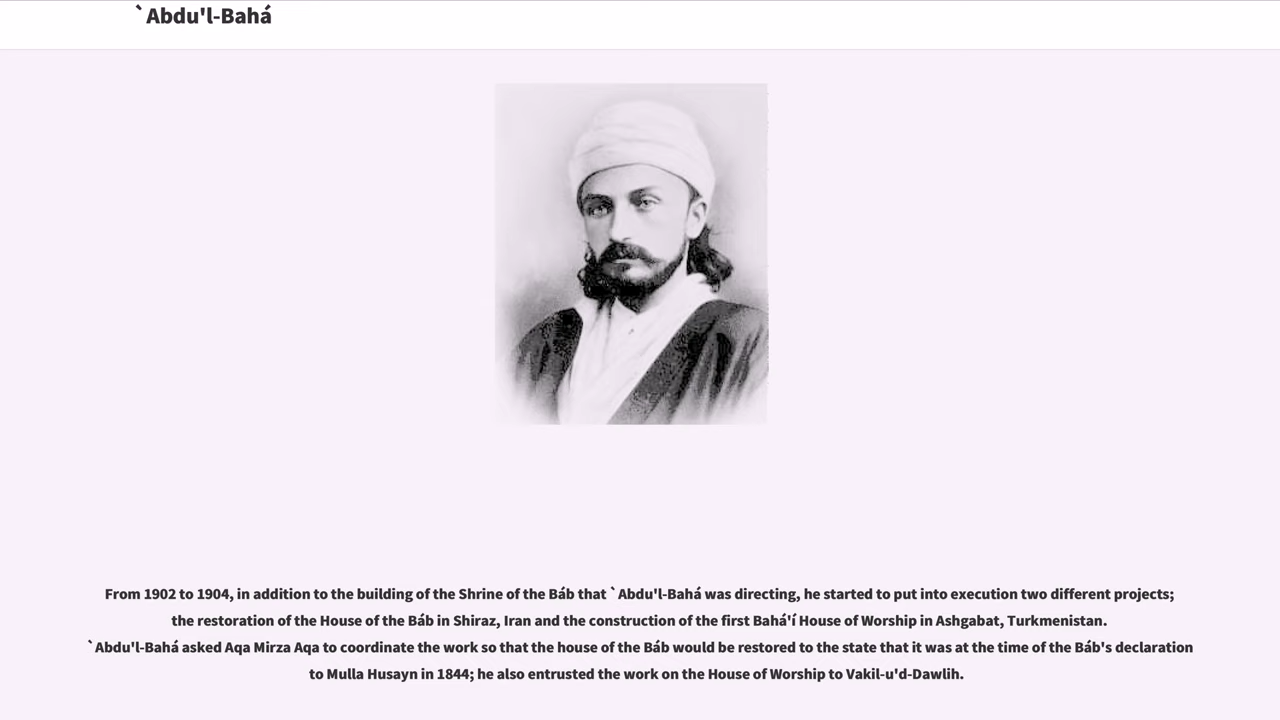 `Abdu'l-Bahá
From 1902 to 1904, in addition to the building of the Shrine of the Báb that `Abdu'l-Bahá was directing, he started to put into execution two different projects;
the restoration of the House of the Báb in Shiraz, Iran and the construction of the first Bahá'í House of Worship in Ashgabat, Turkmenistan.
`Abdu'l-Bahá asked Aqa Mirza Aqa to coordinate the work so that the house of the Báb would be restored to the state that it was at the time of the Báb's declaration
to Mulla Husayn in 1844; he also entrusted the work on the House of Worship to Vakil-u'd-Dawlih.